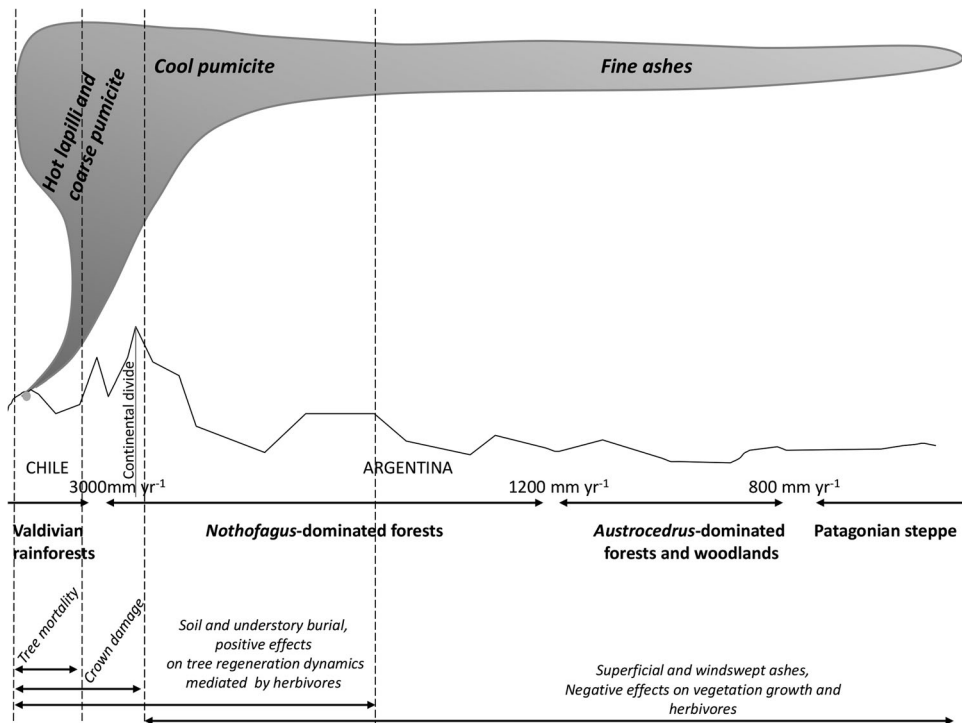 Hot lapilli and
coarse pumicite
Cool pumicite
Fine ashes
Continental divide
CHILE
ARGENTINA
3000mm yr-1
1200 mm yr-1
800 mm yr-1
Valdivian
rainforests
Nothofagus-dominated forests
Austrocedrus-dominated
forests and woodlands
Patagonian steppe
Tree mortality
Crown damage
Soil and understory burial,
positive effects
on tree regeneration dynamics
mediated by herbivores
Superficial and windswept ashes,
Negative effects on vegetation growth and
herbivores